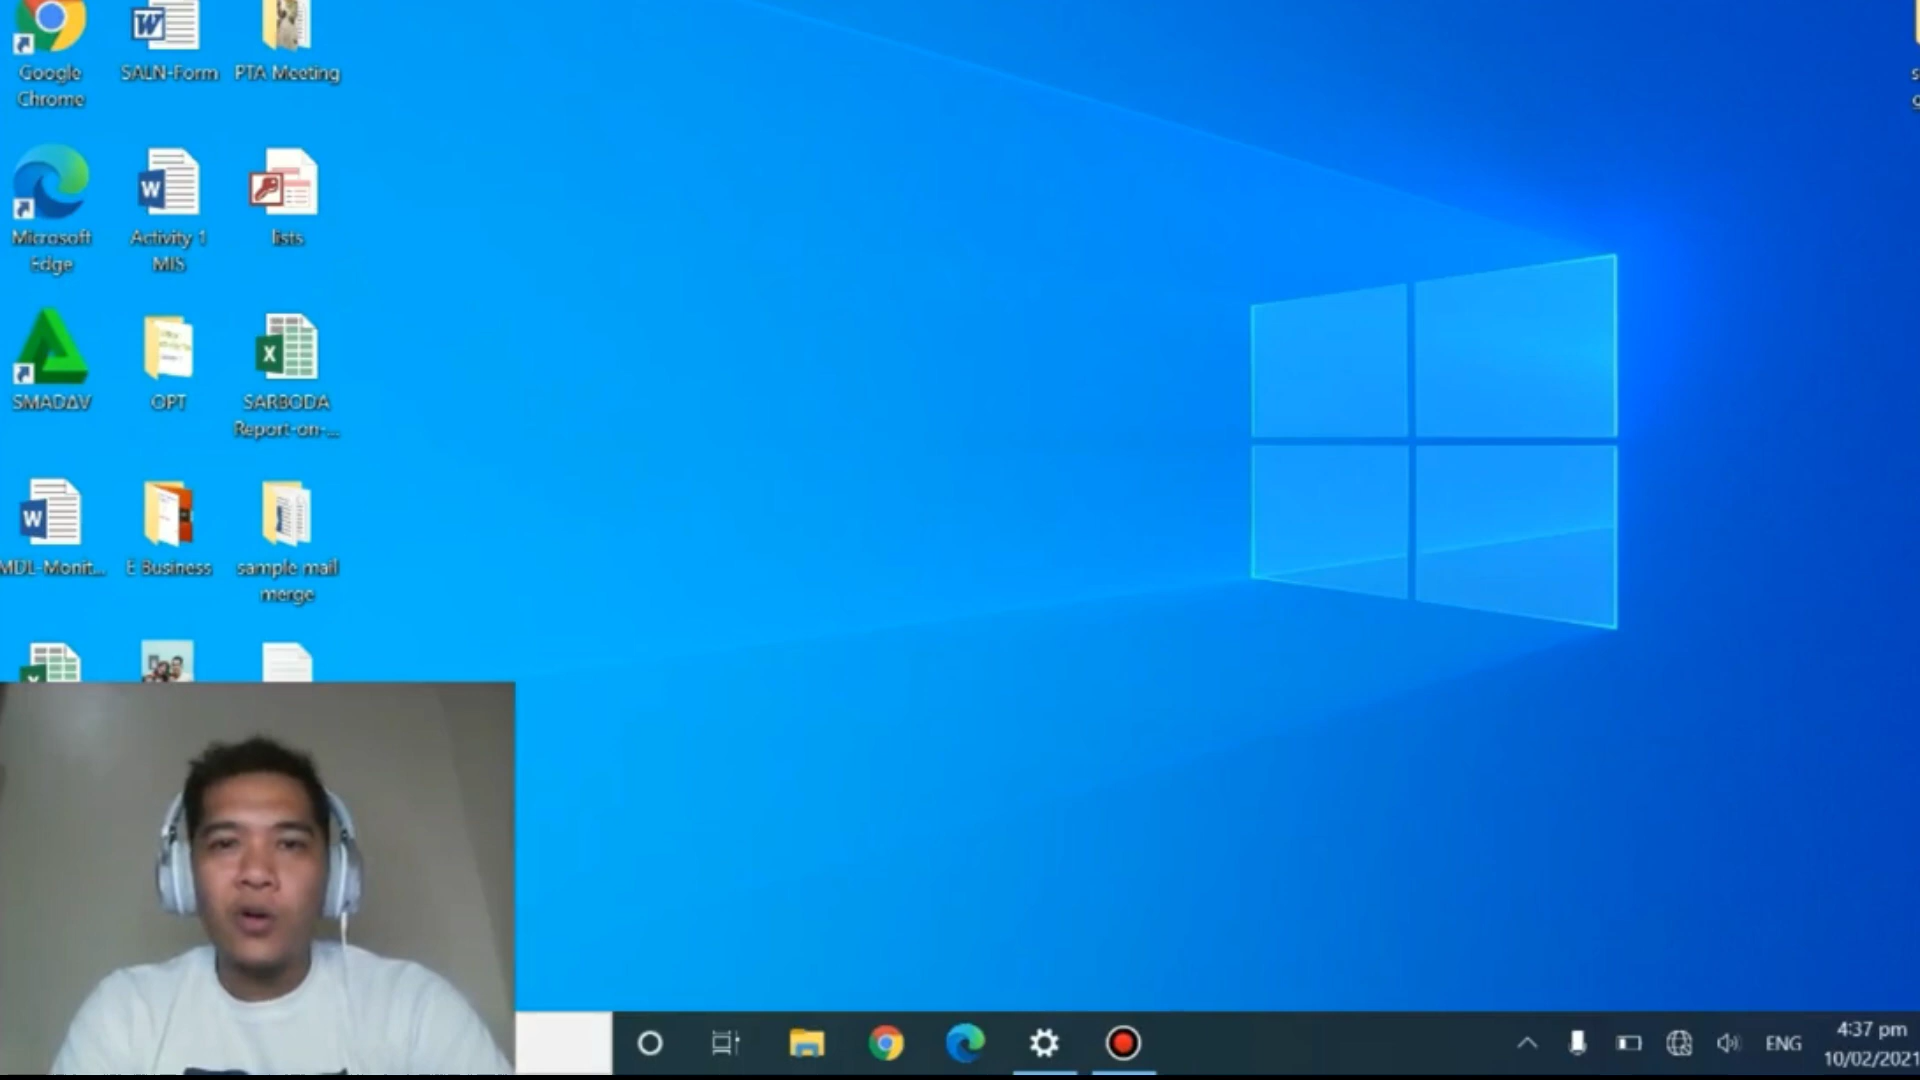 Google
Chrome
SALN-Form
PTA Meeting
Microsoft
Edge
Activity 1
MIS
lists
SMADΔV
OPT
SARBODA
Report-on-...
MDL-Monit...
E Business
sample mail
merge
ENG
4:37 pm
10/02/2021